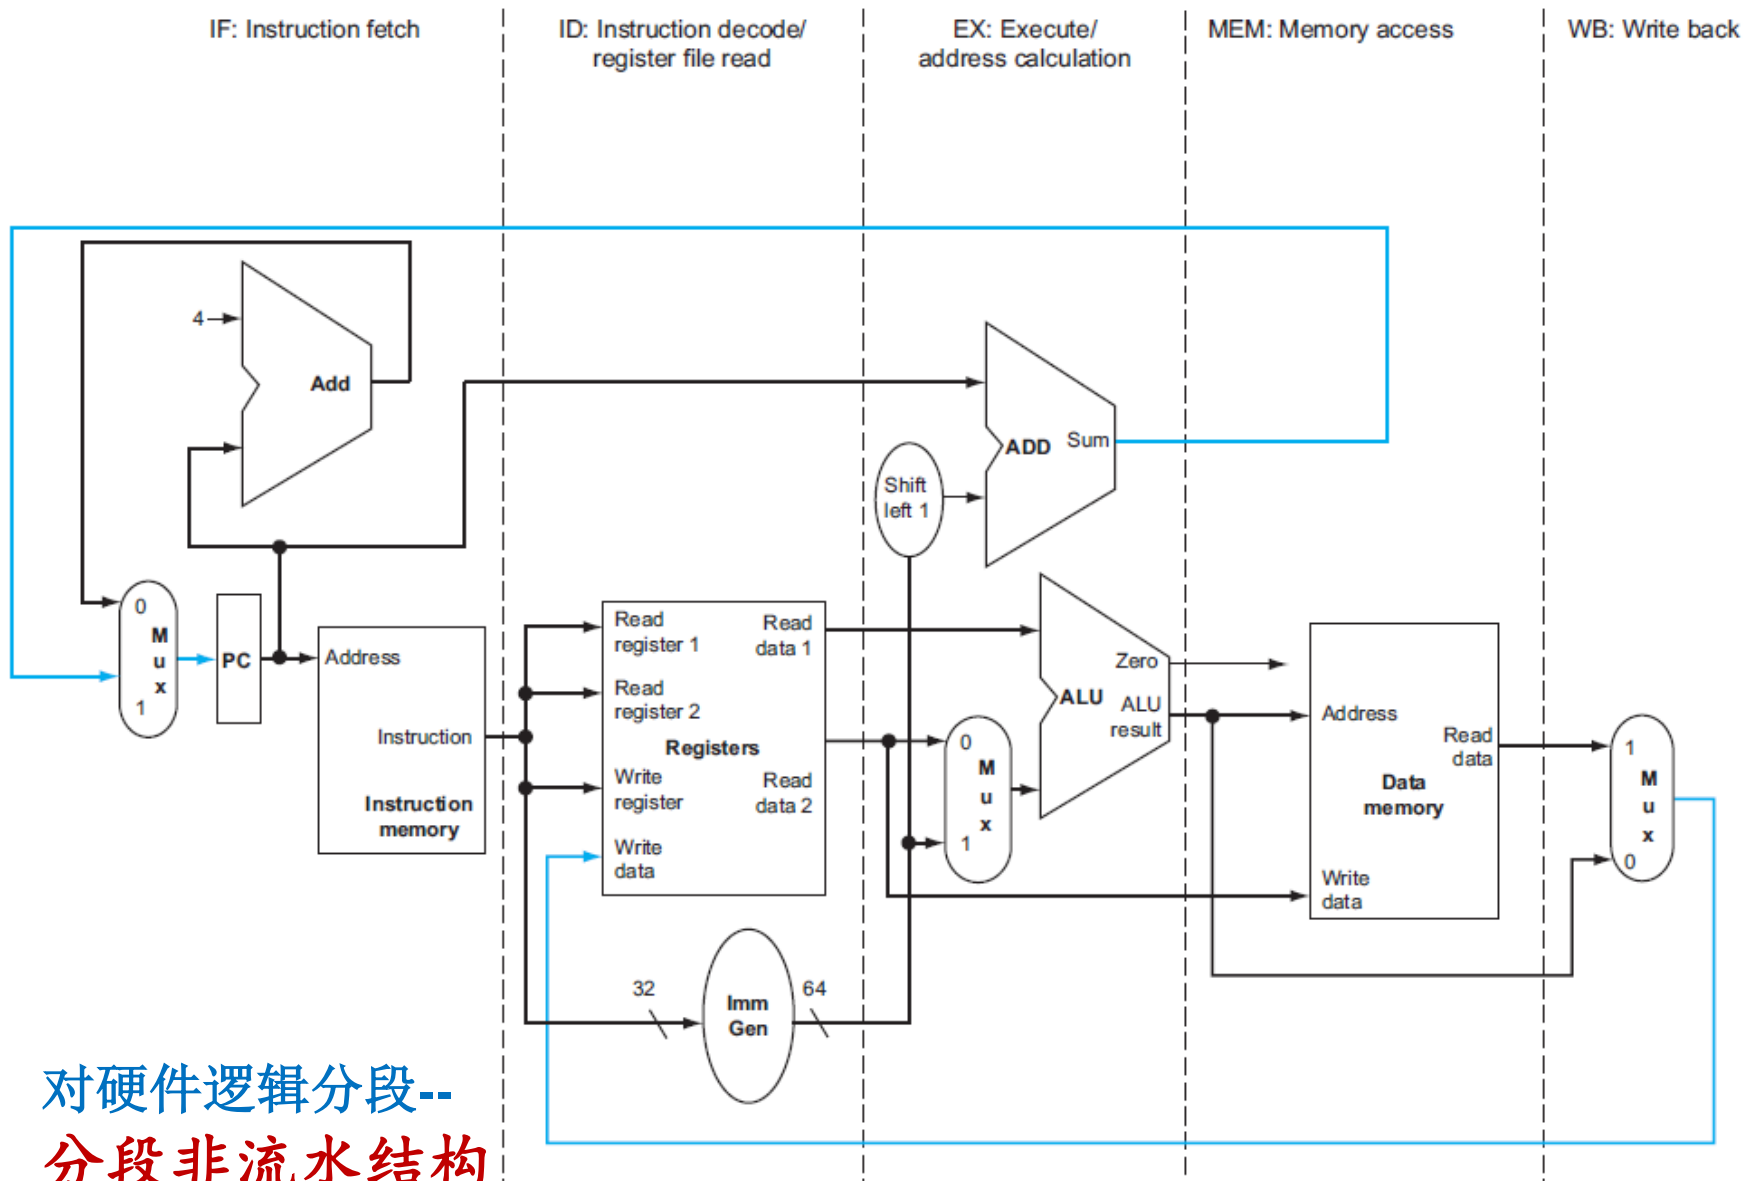 IF: Instruction fetch
ID: Instruction decode/
register file read
EX: Execute/
address calculation
MEM: Memory access
WB: Write back
4
Add
ADD
Sum
Shift
left 1
0
M
u
x
1
PC
Address
Instruction
Instruction
memory
Read
register 1
Read
register 2
Write
register
Write
data
Registers
Read
data 1
Read
data 2
0
M
u
x
1
Zero
ALU
ALU
result
Address
Read
data
Data
memory
Write
data
1
M
u
x
0
32
Imm
Gen
64
对硬件逻辑分段--
分段非流水结构